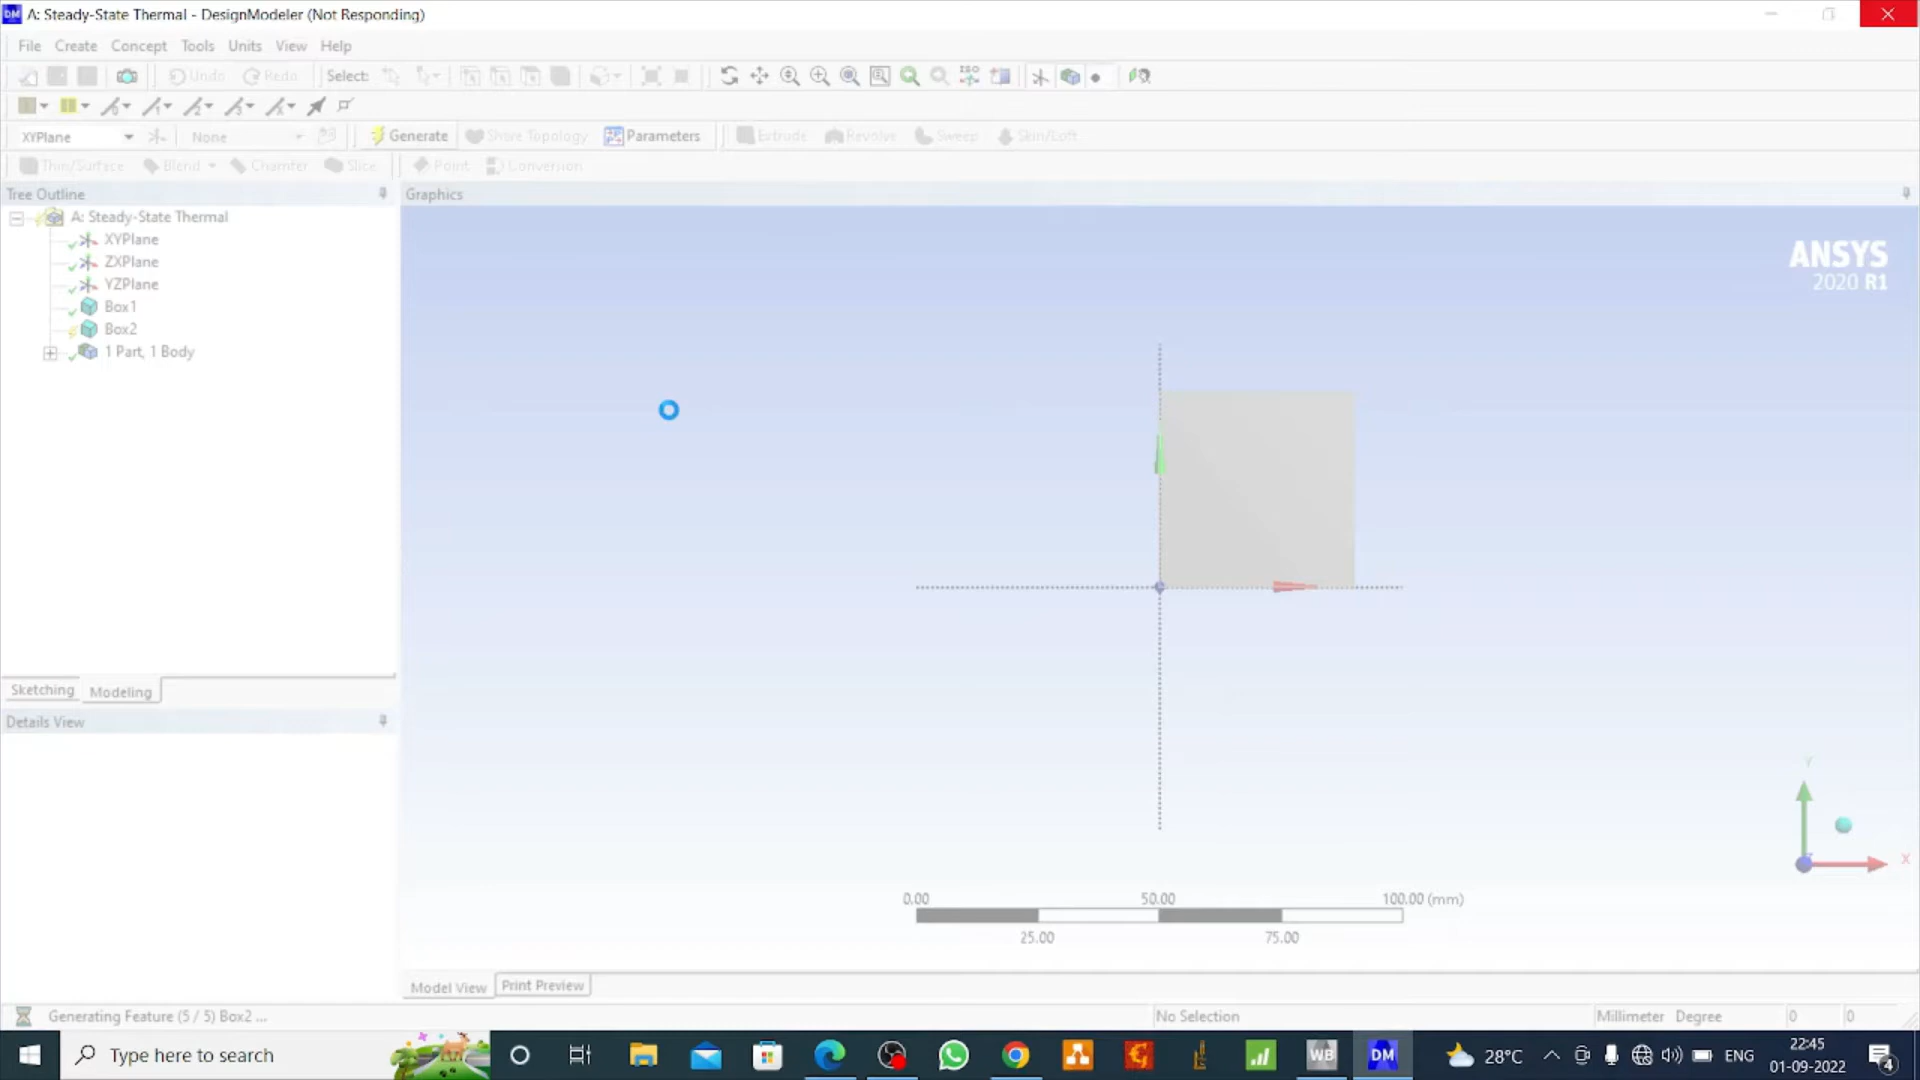 A: Steady-State Thermal - DesignModeler (Not Responding)
File Create Concept Tools Units View Help
Undo Redo Select: ISO
XYPlane None Generate Share Topology Parameters Extrude Revolve Sweep Skin/Loft
Thin/Surface Blend Chamfer Slice Point Conversion
Tree Outline
Graphics
A: Steady-State Thermal
XYPlane
ZXPlane
YZPlane
Box1
Box2
1 Part, 1 Body
ANSYS
2020 R1
Sketching Modeling
Details View
Y
X
0.00 50.00 100.00 (mm)
25.00 75.00
Model View Print Preview
Generating Feature (5 / 5) Box2 ...
No Selection
Millimeter Degree 0 0
Type here to search
WB
DM
28°C
ENG
22:45
01-09-2022
4